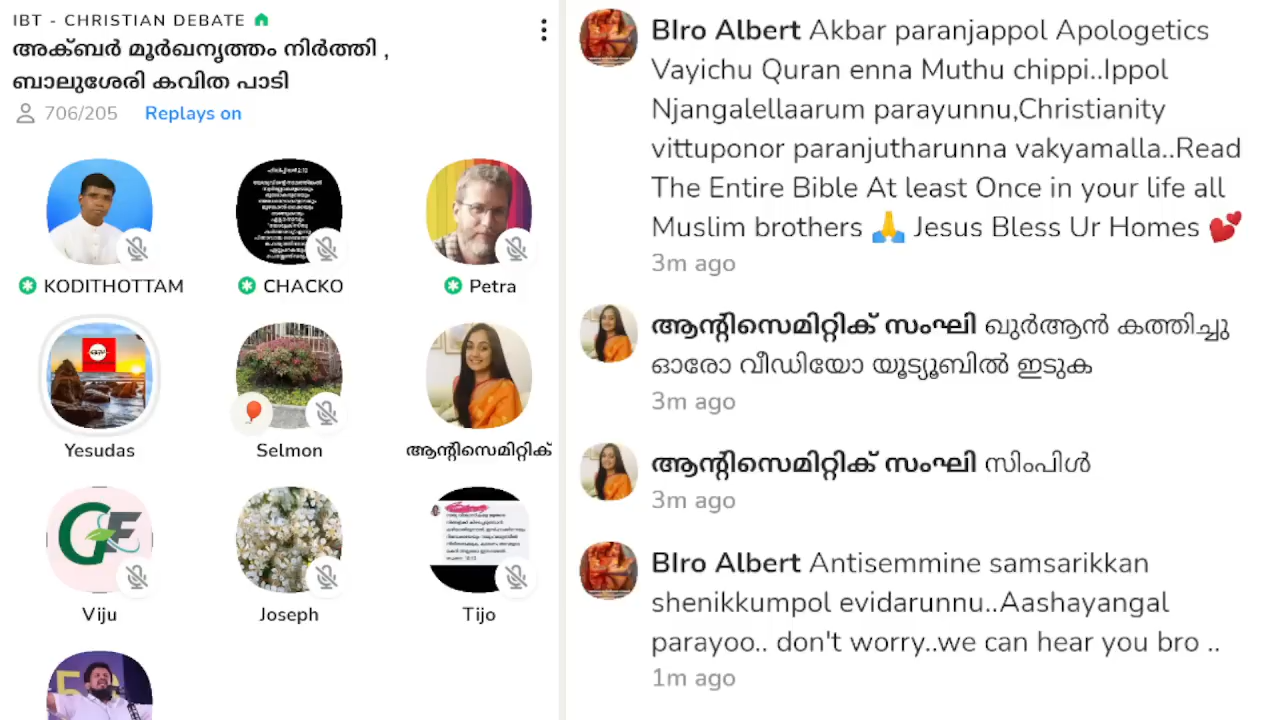 IBT - CHRISTIAN DEBATE
അക്ബർ മൂർഖനൃത്തം നിർത്തി ,
ബാലുശേരി കവിത പാടി
706/205 Replays on
KODITHOTTAM CHACKO Petra
Yesudas Selmon ആന്റിസെമിറ്റിക്
GF
Viju Joseph Tijo
BIro Albert Akbar paranjappol Apologetics
Vayichu Quran enna Muthu chippi..Ippol
Njangalellaarum parayunnu,Christianity
vittuponor paranjutharunna vakyamalla..Read
The Entire Bible At least Once in your life all
Muslim brothers 🙏 Jesus Bless Ur Homes 💕
3m ago
ആന്റിസെമിറ്റിക് സംഘി ഖുർആൻ കത്തിച്ചു
ഓരോ വീഡിയോ യൂട്യൂബിൽ ഇടുക
3m ago
ആന്റിസെമിറ്റിക് സംഘി സിംപിൾ
3m ago
BIro Albert Antisemmine samsarikkan
shenikkumpol evidarunnu..Aashayangal
parayoo.. don't worry..we can hear you bro ..
1m ago